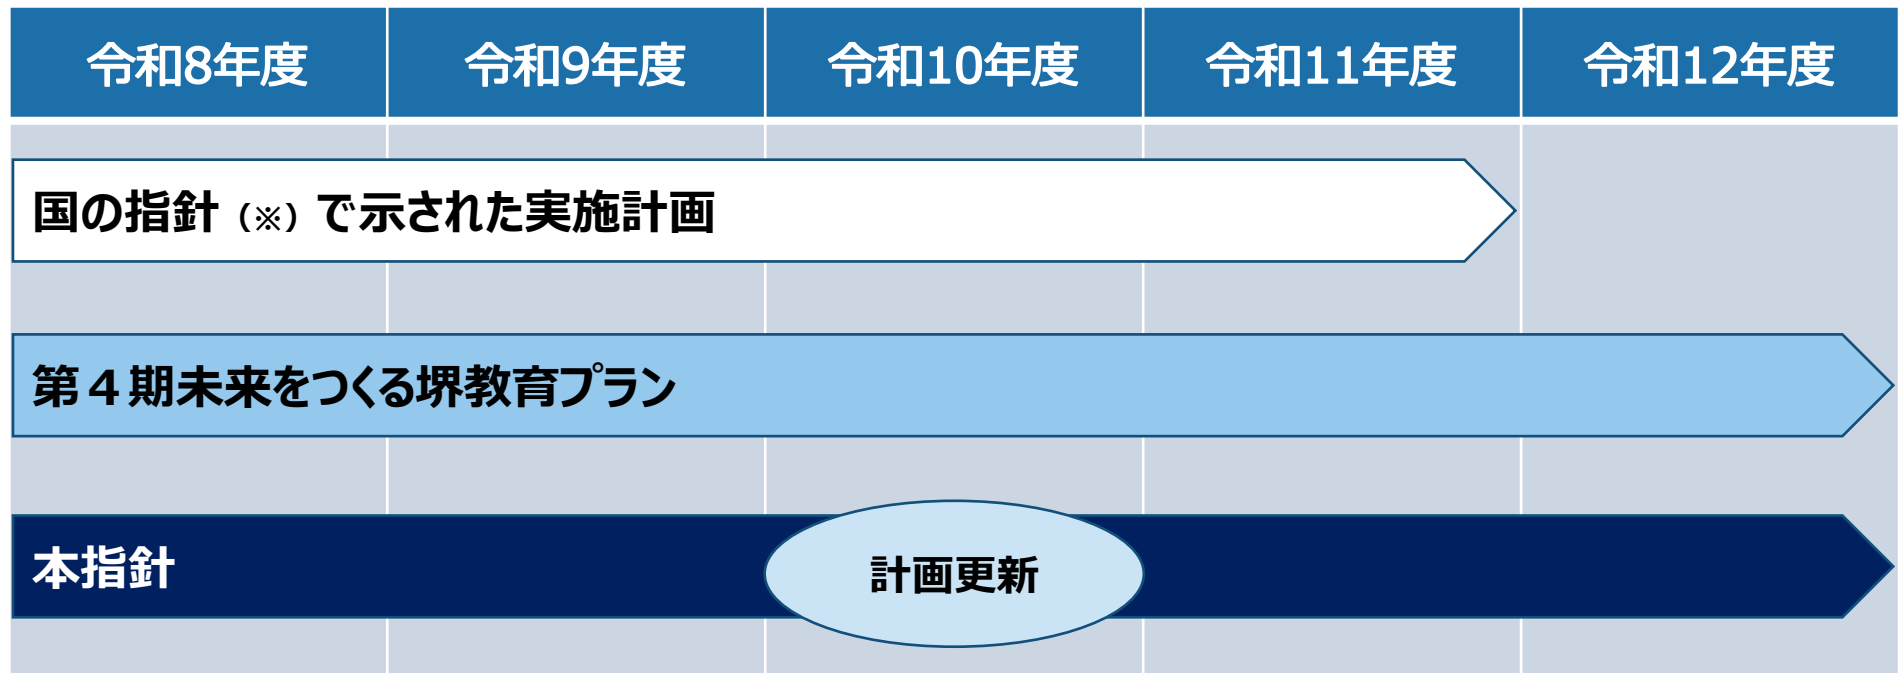 令和8年度 令和9年度 令和10年度 令和11年度 令和12年度
国の指針（※）で示された実施計画
第４期未来をつくる堺教育プラン
本指針
計画更新